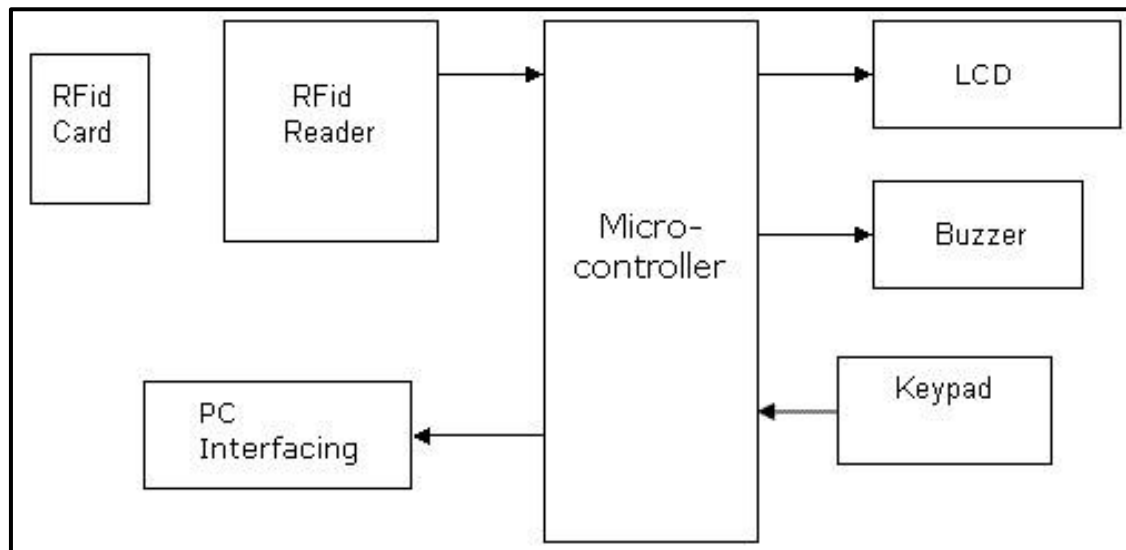 RFid
Card
RFid
Reader
Micro-
controller
LCD
Buzzer
Keypad
PC
Interfacing